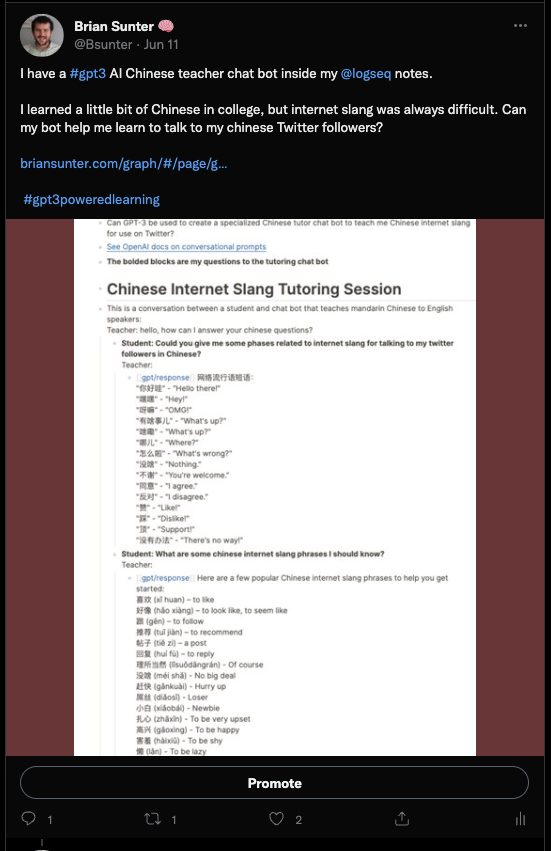 Brian Sunter 🧠
@Bsunter · Jun 11
I have a #gpt3 AI Chinese teacher chat bot inside my @logseq notes.
I learned a little bit of Chinese in college, but internet slang was always difficult. Can
my bot help me learn to talk to my chinese Twitter followers?
briansunter.com/graph/#/page/g...
#gpt3poweredlearning
Can GPT-3 be used to create a specialized Chinese tutor chat bot to teach me Chinese internet slang
for use on Twitter?
See OpenAI docs on conversational prompts
The bolded blocks are my questions to the tutoring chat bot
Chinese Internet Slang Tutoring Session
This is a conversation between a student and chat bot that teaches mandarin Chinese to English
speakers:
Teacher: hello, how can I answer your chinese questions?
Student: Could you give me some phases related to internet slang for talking to my twitter
followers in Chinese?
Teacher:
[[gpt/response]] 网络流行语短语：
"你好哇" - "Hello there!"
"嘿嘿" - "Hey!"
"呀嘛" - "OMG!"
"有啥事儿" - "What's up?"
"啥嘞" - "What's up?"
"哪儿" - "Where?"
"怎么啦" - "What's wrong?"
"没啥" - "Nothing."
"不谢" - "You're welcome."
"同意" - "I agree."
"反对" - "I disagree."
"赞" - "Like!"
"踩" - "Dislike!"
"顶" - "Support!"
"没有办法" - "There's no way!"
Student: What are some chinese internet slang phrases I should know?
Teacher:
[[gpt/response]] Here are a few popular Chinese internet slang phrases to help you get
started:
喜欢 (xǐ huan) – to like
好像 (hǎo xiàng) – to look like, to seem like
跟 (gēn) – to follow
推荐 (tuī jiàn) – to recommend
帖子 (tiě zi) – a post
回复 (huí fù) – to reply
理所当然 (lǐsuǒdāngrán) - Of course
没啥 (méi shã) - No big deal
赶快 (gǎnkuài) - Hurry up
屌丝 (diǎosī) - Loser
小白 (xiǎobái) - Newbie
扎心 (zhāxīn) - To be very upset
高兴 (gāoxìng) - To be happy
害羞 (hàixiū) - To be shy
懒 (lǎn) - To be lazy
Promote
1
1
2